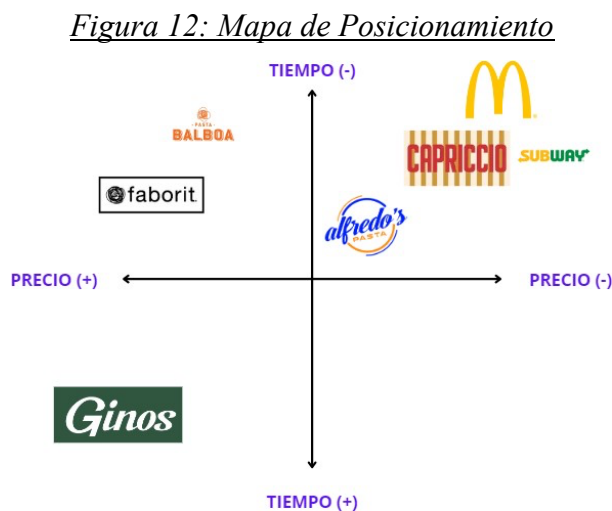 Figura 12: Mapa de Posicionamiento
TIEMPO (-)
PASTA
BALBOA
CAPRICCIO
SUBWAY
faborit
alfredo's
PASTA
PRECIO (+)
PRECIO (-)
Ginos
TIEMPO (+)